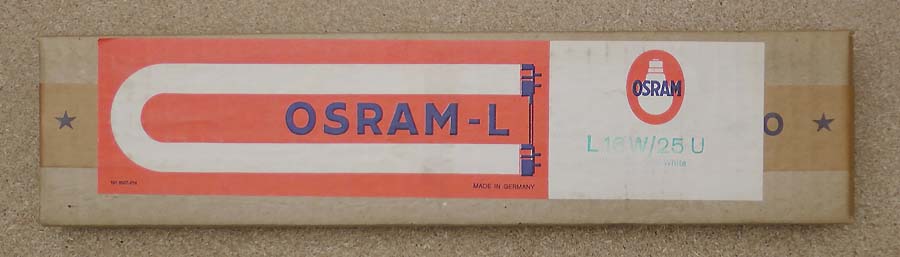 OSRAM-L
MADE IN GERMANY
OSRAM
L 16 W/25 U
white
O